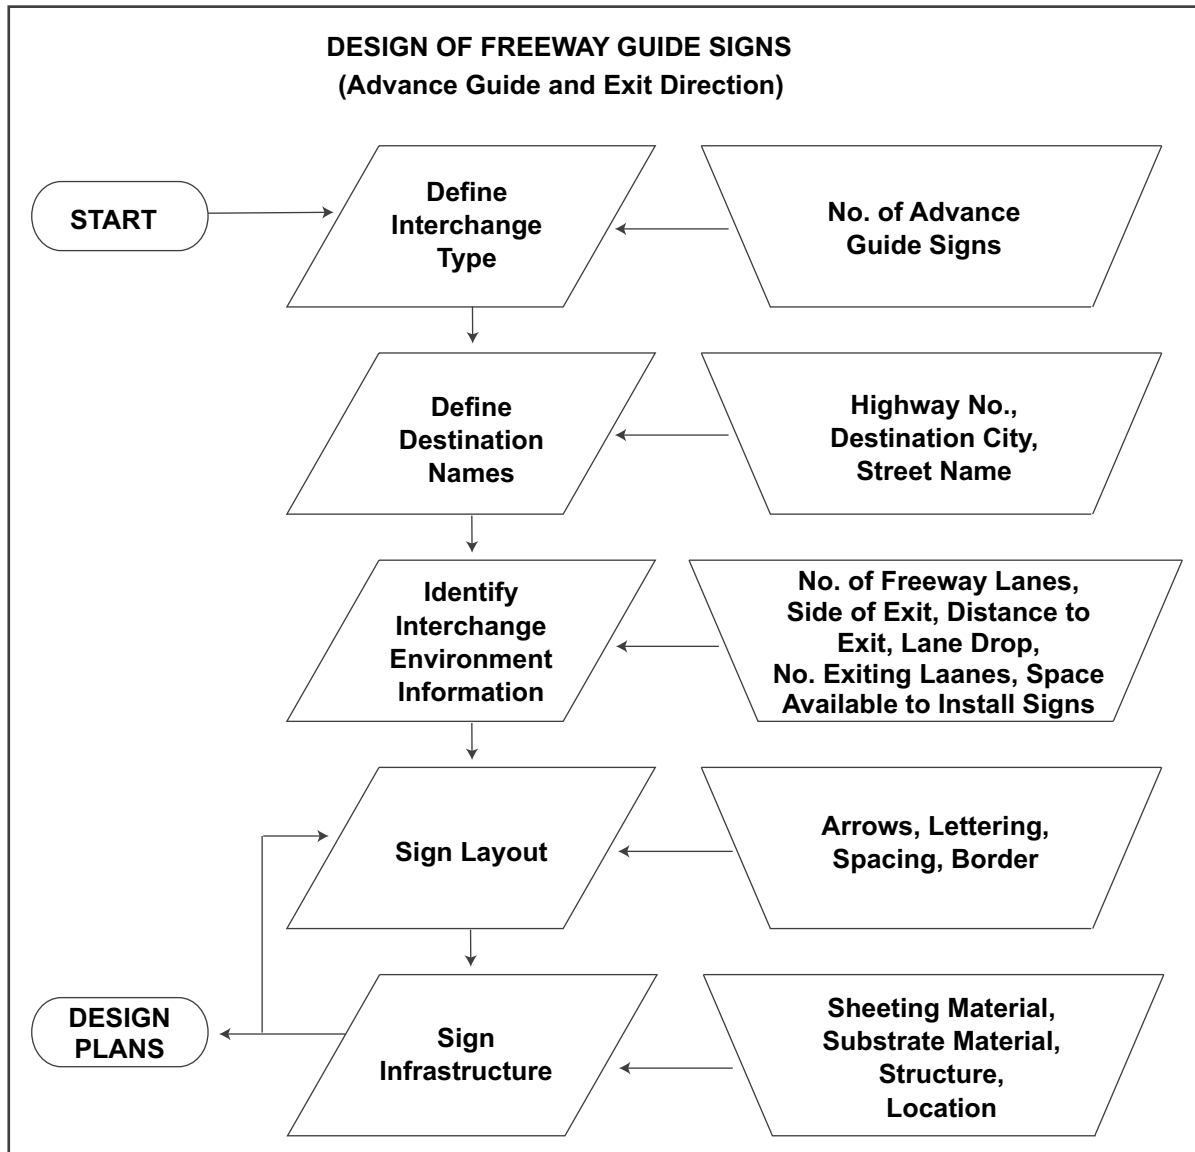 DESIGN OF FREEWAY GUIDE SIGNS
(Advance Guide and Exit Direction)
START
Define
Interchange
Type
No. of Advance
Guide Signs
Define
Destination
Names
Highway No.,
Destination City,
Street Name
Identify
Interchange
Environment
Information
No. of Freeway Lanes,
Side of Exit, Distance to
Exit, Lane Drop,
No. Exiting Laanes, Space
Available to Install Signs
Sign Layout
Arrows, Lettering,
Spacing, Border
DESIGN
PLANS
Sign
Infrastructure
Sheeting Material,
Substrate Material,
Structure,
Location